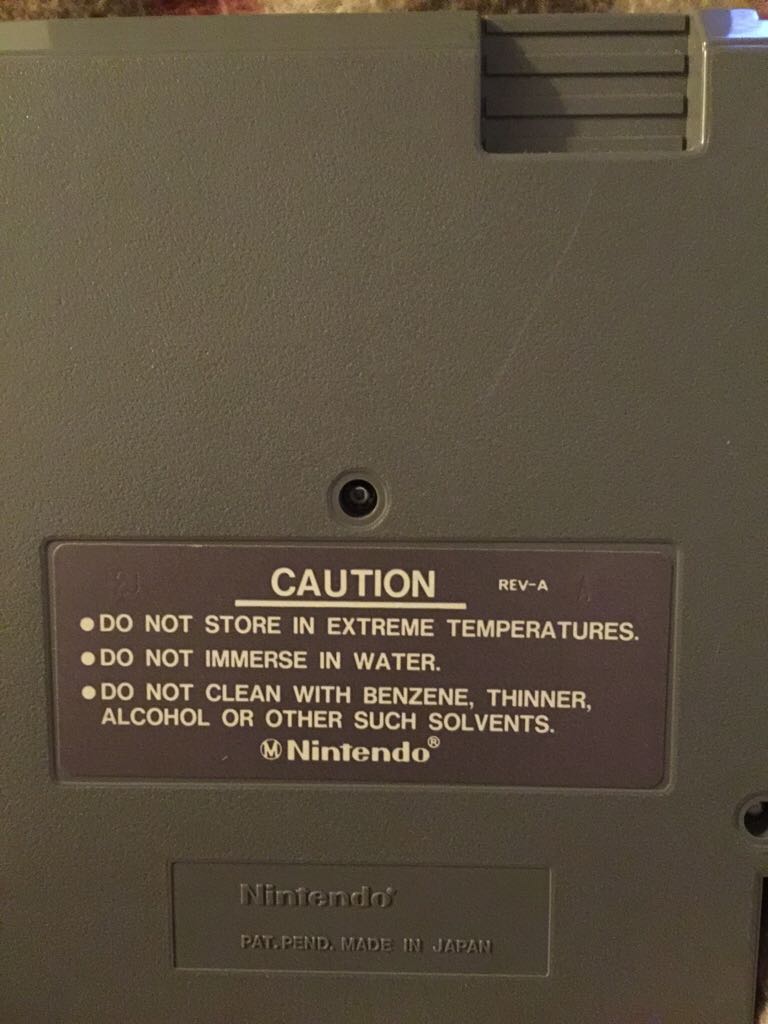 CAUTION REV-A
● DO NOT STORE IN EXTREME TEMPERATURES.
● DO NOT IMMERSE IN WATER.
● DO NOT CLEAN WITH BENZENE, THINNER,
ALCOHOL OR OTHER SUCH SOLVENTS.
Ⓜ Nintendo®
Nintendo®
PAT. PEND. MADE IN JAPAN